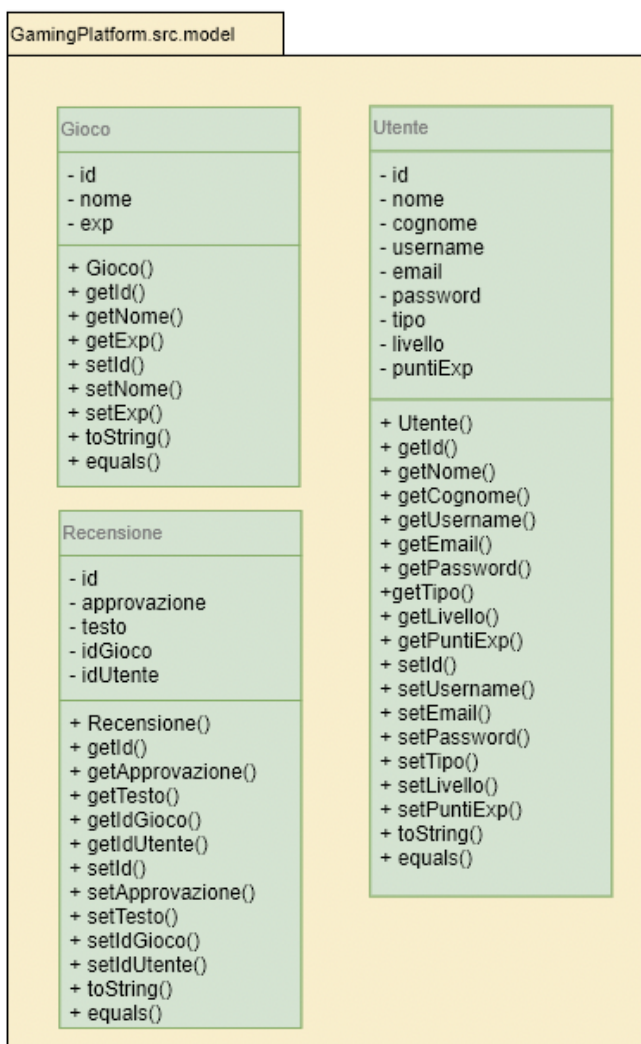 GamingPlatform.src.model
Gioco
- id
- nome
- exp
+ Gioco()
+ getId()
+ getNome()
+ getExp()
+ setId()
+ setNome()
+ setExp()
+ toString()
+ equals()
Recensione
- id
- approvazione
- testo
- idGioco
- idUtente
+ Recensione()
+ getId()
+ getApprovazione()
+ getTesto()
+ getIdGioco()
+ getIdUtente()
+ setId()
+ setApprovazione()
+ setTesto()
+ setIdGioco()
+ setIdUtente()
+ toString()
+ equals()
Utente
- id
- nome
- cognome
- username
- email
- password
- tipo
- livello
- puntiExp
+ Utente()
+ getId()
+ getNome()
+ getCognome()
+ getUsername()
+ getEmail()
+ getPassword()
+getTipo()
+ getLivello()
+ getPuntiExp()
+ setId()
+ setUsername()
+ setEmail()
+ setPassword()
+ setTipo()
+ setLivello()
+ setPuntiExp()
+ toString()
+ equals()